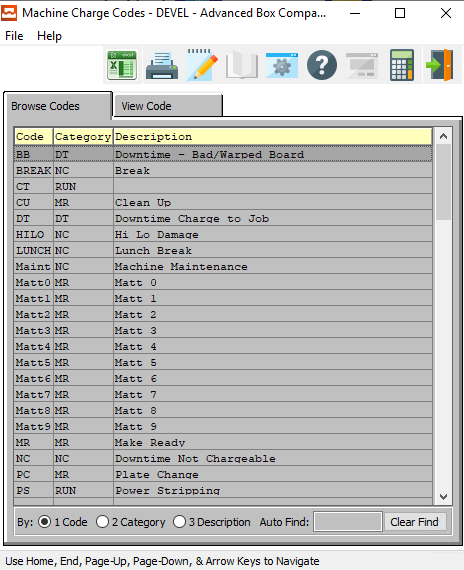 Machine Charge Codes - DEVEL - Advanced Box Compa...
File Help
Browse Codes View Code
Code Category Description
BB DT Downtime - Bad/Warped Board
BREAK NC Break
CT RUN
CU MR Clean Up
DT DT Downtime Charge to Job
HILO NC Hi Lo Damage
LUNCH NC Lunch Break
Maint NC Machine Maintenance
Matt0 MR Matt 0
Matt1 MR Matt 1
Matt2 MR Matt 2
Matt3 MR Matt 3
Matt4 MR Matt 4
Matt5 MR Matt 5
Matt6 MR Matt 6
Matt7 MR Matt 7
Matt8 MR Matt 8
Matt9 MR Matt 9
MR MR Make Ready
NC NC Downtime Not Chargeable
PC MR Plate Change
PS RUN Power Stripping
By: 1 Code 2 Category 3 Description Auto Find: Clear Find
Use Home, End, Page-Up, Page-Down, & Arrow Keys to Navigate